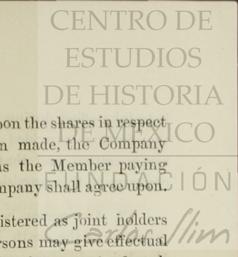 CENTRO DE
ESTUDIOS
DE HISTORIA
DE MEXICO
FUNDACIÓN
Carlos Slim
pon the shares in respect
n made, the Company
as the Member paying
mpany shall agree upon.
istered as joint holders
rsons may give effectual